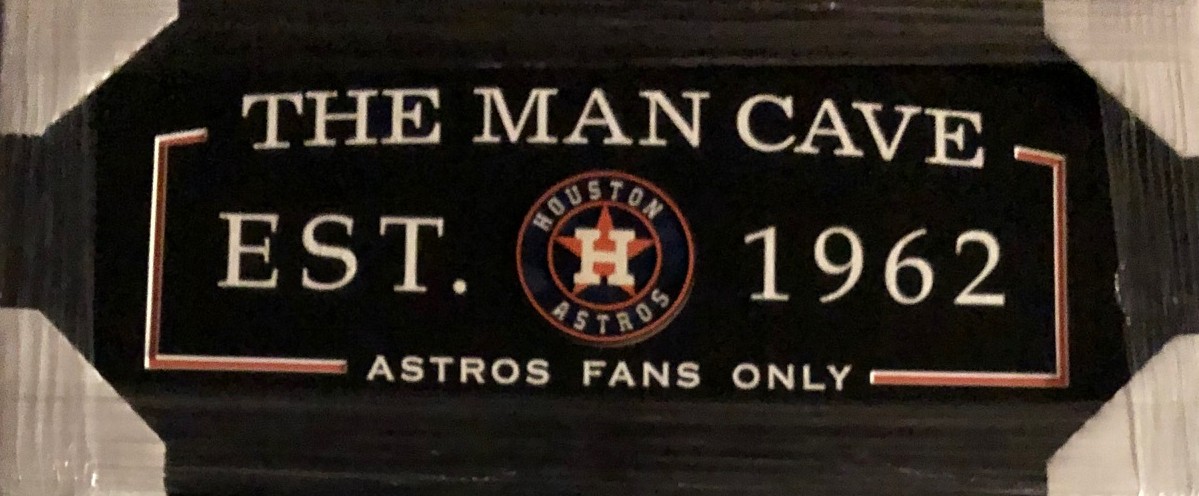 THE MAN CAVE
EST. 1962
HOUSTON
H
ASTROS
ASTROS FANS ONLY